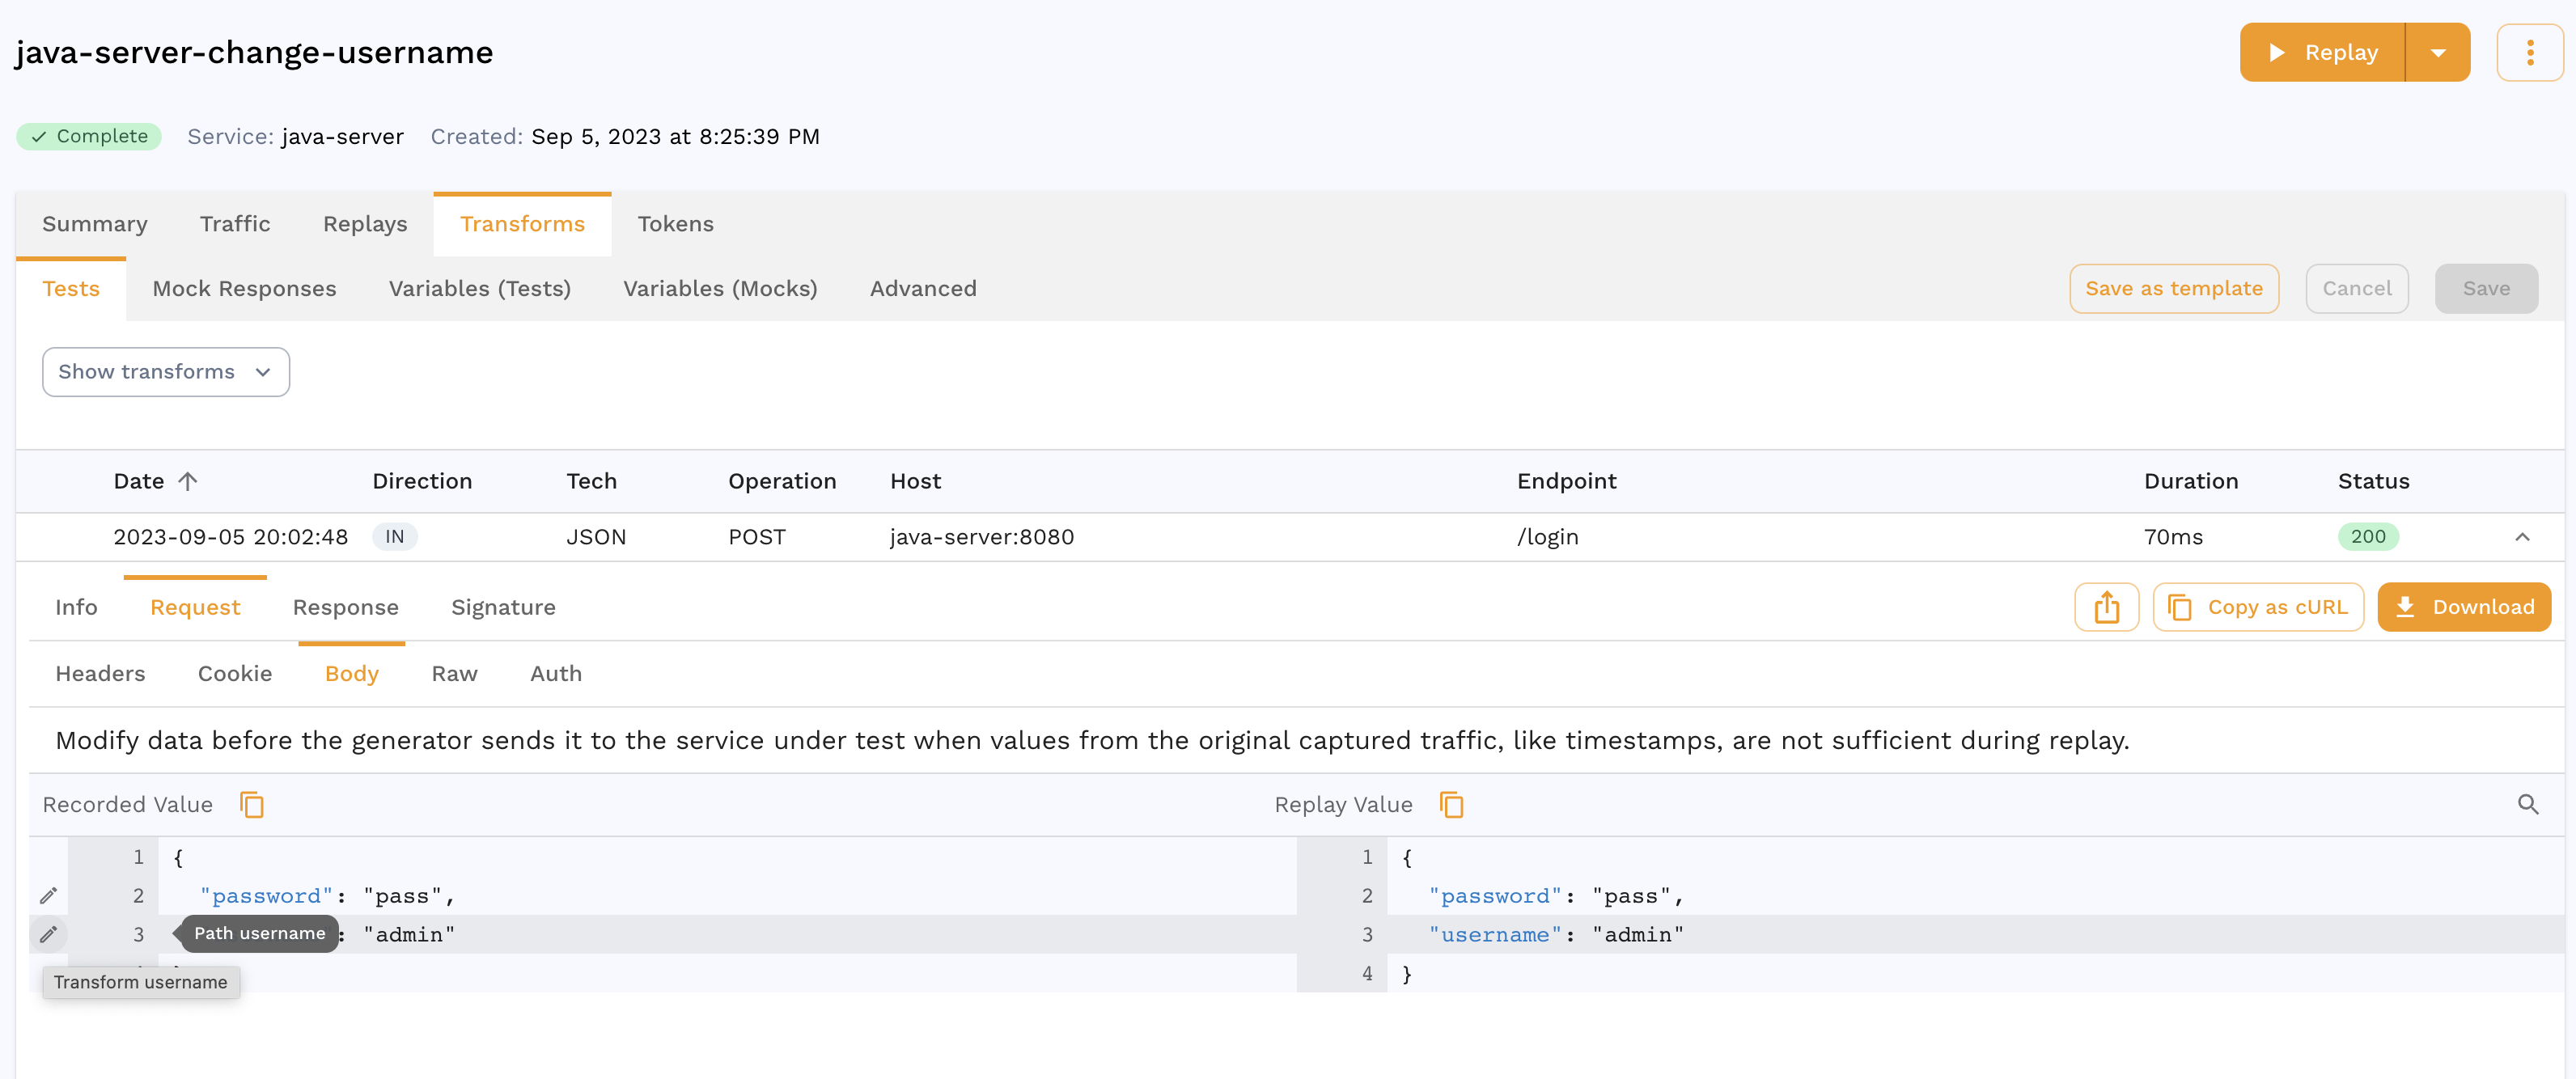 java-server-change-username
Replay
Complete Service: java-server Created: Sep 5, 2023 at 8:25:39 PM
Summary Traffic Replays Transforms Tokens
Tests Mock Responses Variables (Tests) Variables (Mocks) Advanced Save as template Cancel Save
Show transforms
Date Direction Tech Operation Host Endpoint Duration Status
2023-09-05 20:02:48 IN JSON POST java-server:8080 /login 70ms 200
Info Request Response Signature Copy as cURL Download
Headers Cookie Body Raw Auth
Modify data before the generator sends it to the service under test when values from the original captured traffic, like timestamps, are not sufficient during replay.
Recorded Value Replay Value
1 { 1 {
2 "password": "pass", 2 "password": "pass",
3 Path username : "admin" 3 "username": "admin"
4 }
Transform username